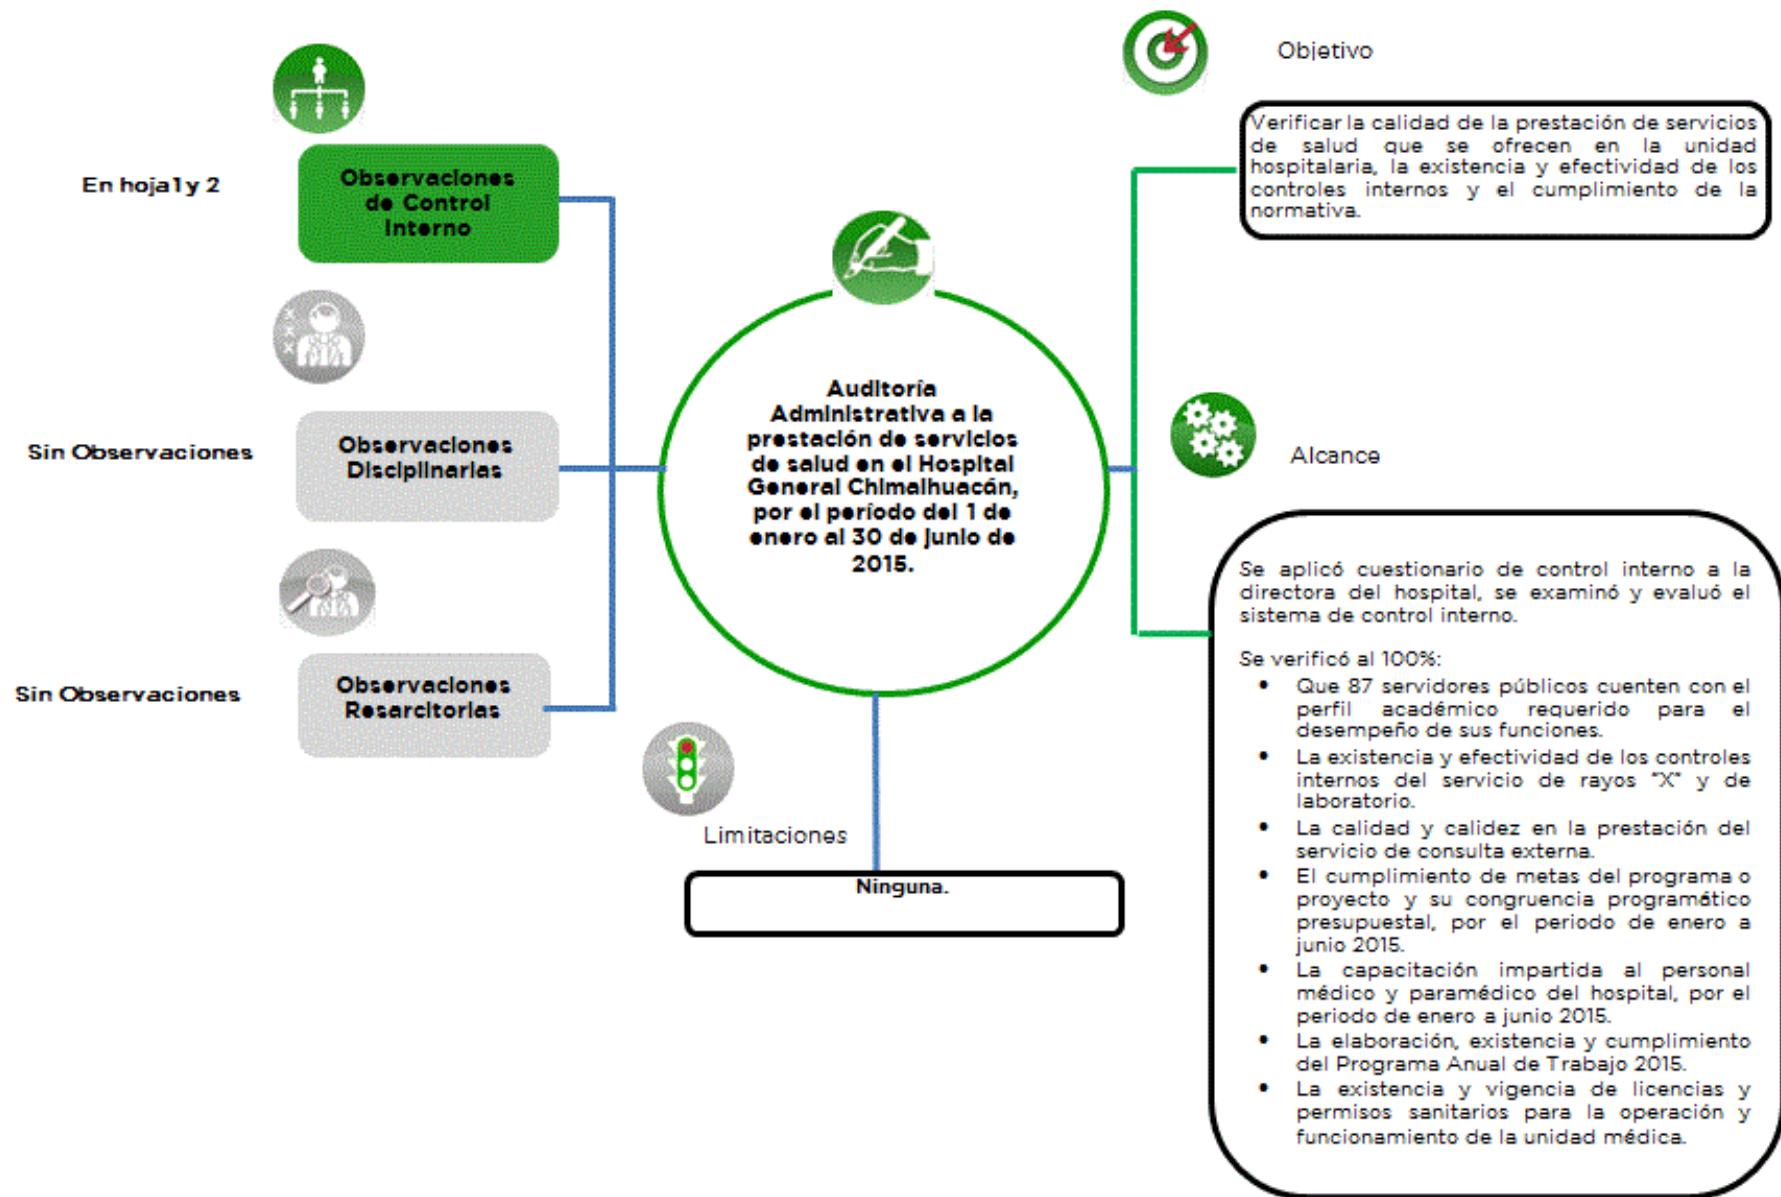 Objetivo
Verificar la calidad de la prestación de servicios
de salud que se ofrecen en la unidad
hospitalaria, la existencia y efectividad de los
controles internos y el cumplimiento de la
normativa.
En hoja 1 y 2
Observaciones
de Control
Interno
Sin Observaciones
Observaciones
Disciplinarias
Sin Observaciones
Observaciones
Resarcitorias
Auditoría
Administrativa a la
prestación de servicios
de salud en el Hospital
General Chimalhuacán,
por el período del 1 de
enero al 30 de junio de
2015.
Limitaciones
Ninguna.
Alcance
Se aplicó cuestionario de control interno a la
directora del hospital, se examinó y evaluó el
sistema de control interno.
Se verificó al 100%:
• Que 87 servidores públicos cuenten con el
perfil académico requerido para el
desempeño de sus funciones.
• La existencia y efectividad de los controles
internos del servicio de rayos "X" y de
laboratorio.
• La calidad y calidez en la prestación del
servicio de consulta externa.
• El cumplimiento de metas del programa o
proyecto y su congruencia programático
presupuestal, por el periodo de enero a
junio 2015.
• La capacitación impartida al personal
médico y paramédico del hospital, por el
periodo de enero a junio 2015.
• La elaboración, existencia y cumplimiento
del Programa Anual de Trabajo 2015.
• La existencia y vigencia de licencias y
permisos sanitarios para la operación y
funcionamiento de la unidad médica.